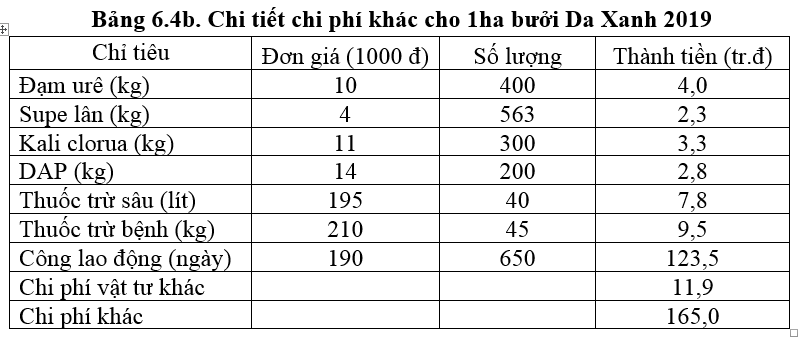 Bảng 6.4b. Chi tiết chi phí khác cho 1ha bưởi Da Xanh 2019
Chỉ tiêu Đơn giá (1000 đ) Số lượng Thành tiền (tr.đ)
Đạm urê (kg) 10 400 4,0
Supe lân (kg) 4 563 2,3
Kali clorua (kg) 11 300 3,3
DAP (kg) 14 200 2,8
Thuốc trừ sâu (lít) 195 40 7,8
Thuốc trừ bệnh (kg) 210 45 9,5
Công lao động (ngày) 190 650 123,5
Chi phí vật tư khác 11,9
Chi phí khác 165,0